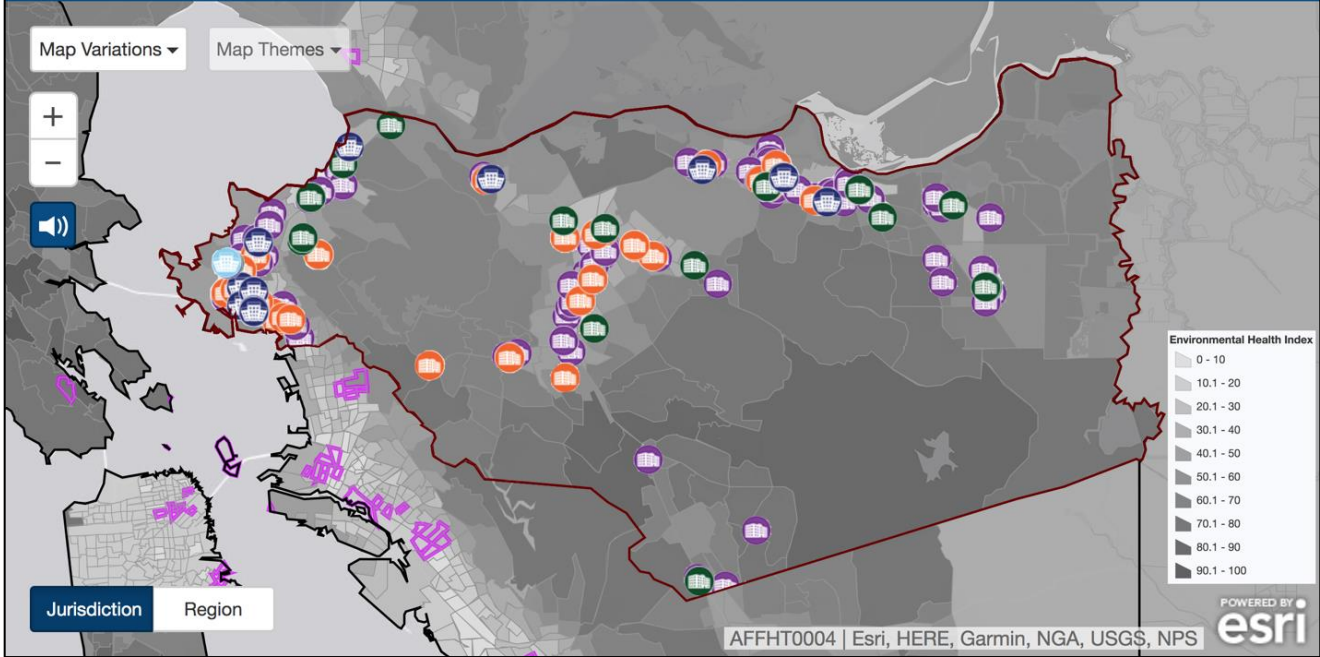 Map Variations
Map Themes
+
−
Environmental Health Index
0 - 10
10.1 - 20
20.1 - 30
30.1 - 40
40.1 - 50
50.1 - 60
60.1 - 70
70.1 - 80
80.1 - 90
90.1 - 100
Jurisdiction Region
POWERED BY
esri
AFFHT0004 | Esri, HERE, Garmin, NGA, USGS, NPS